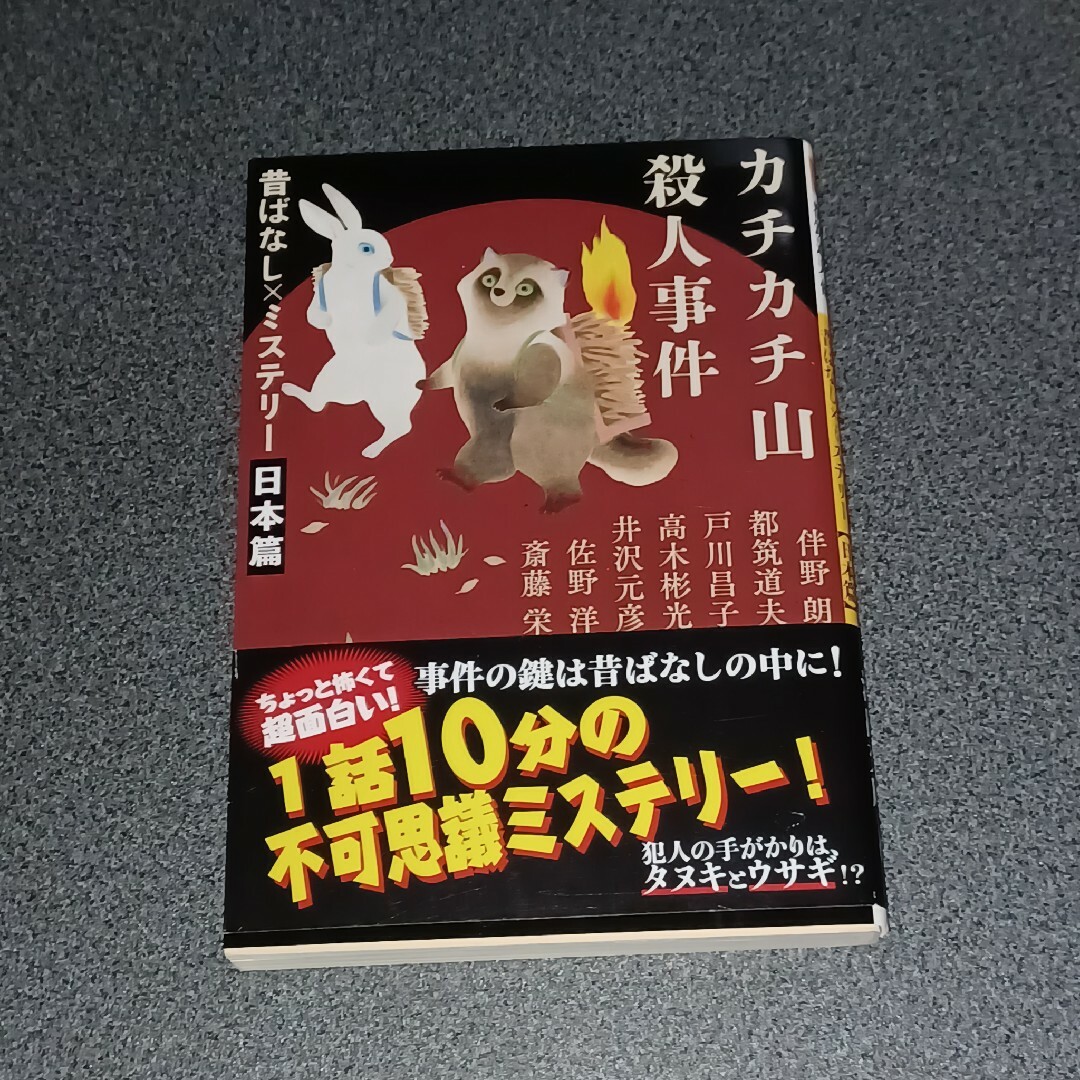 カチカチ山
殺人事件
昔ばなし×ミステリー
日本篇
伴野朗
都筑道夫
戸川昌子
高木彬光
井沢元彦
佐野洋
斎藤栄
事件の鍵は昔ばなしの中に!
ちょっと怖くて
超面白い!
1話10分の
不可思議ミステリー!
犯人の手がかりは、
タヌキとウサギ!?